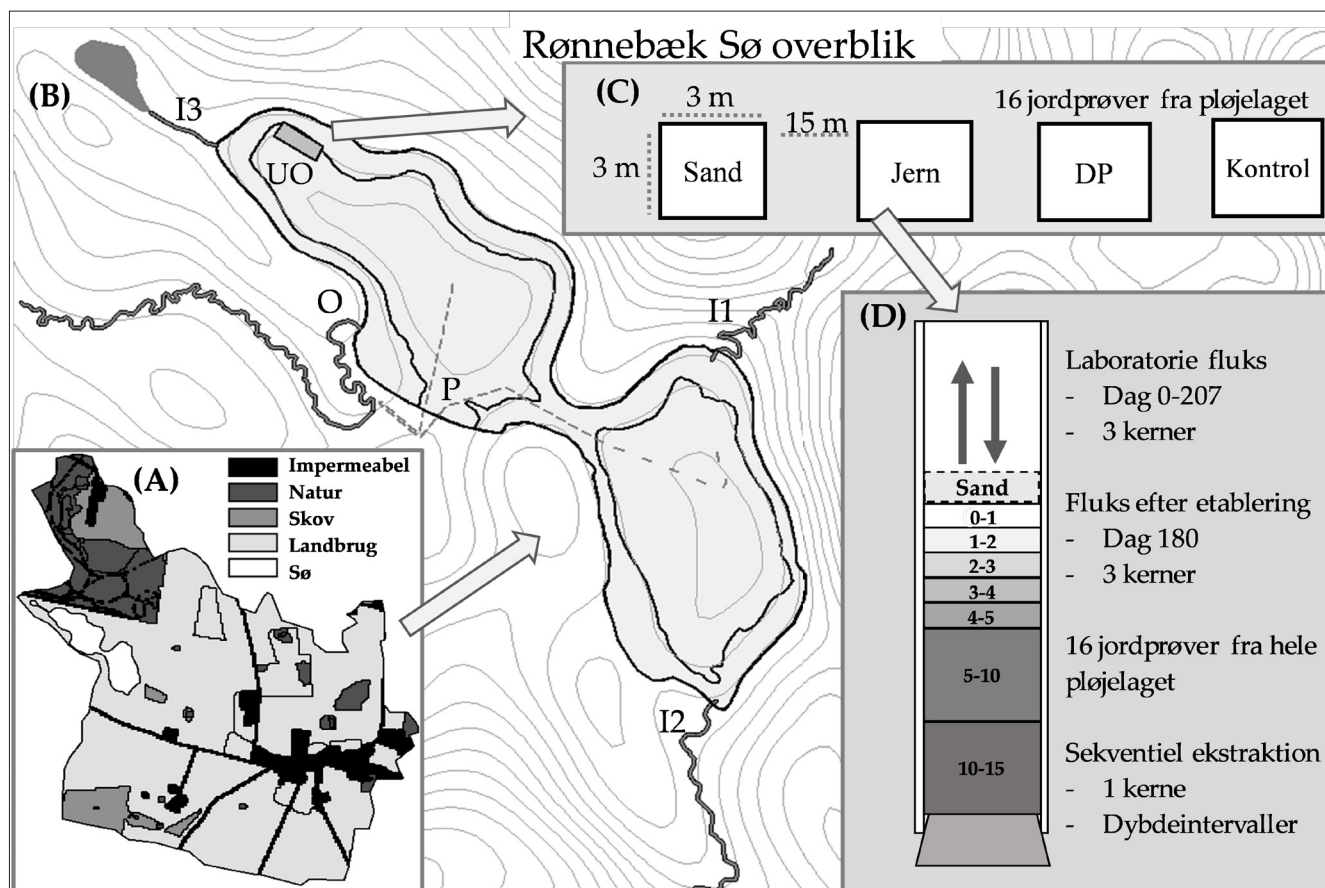 Rønnebæk Sø overblik
(B)
I3
UO
O
P
I1
I2
(C)
3 m
15 m
16 jordprøver fra pløjelaget
3 m
Sand
Jern
DP
Kontrol
(A)
Impermeabel
Natur
Skov
Landbrug
Sø
(D)
Sand
0-1
1-2
2-3
3-4
4-5
5-10
10-15
Laboratorie fluks
- Dag 0-207
- 3 kerner
Fluks efter etablering
- Dag 180
- 3 kerner
16 jordprøver fra hele
pløjelaget
Sekventiel ekstraktion
- 1 kerne
- Dybdeintervaller